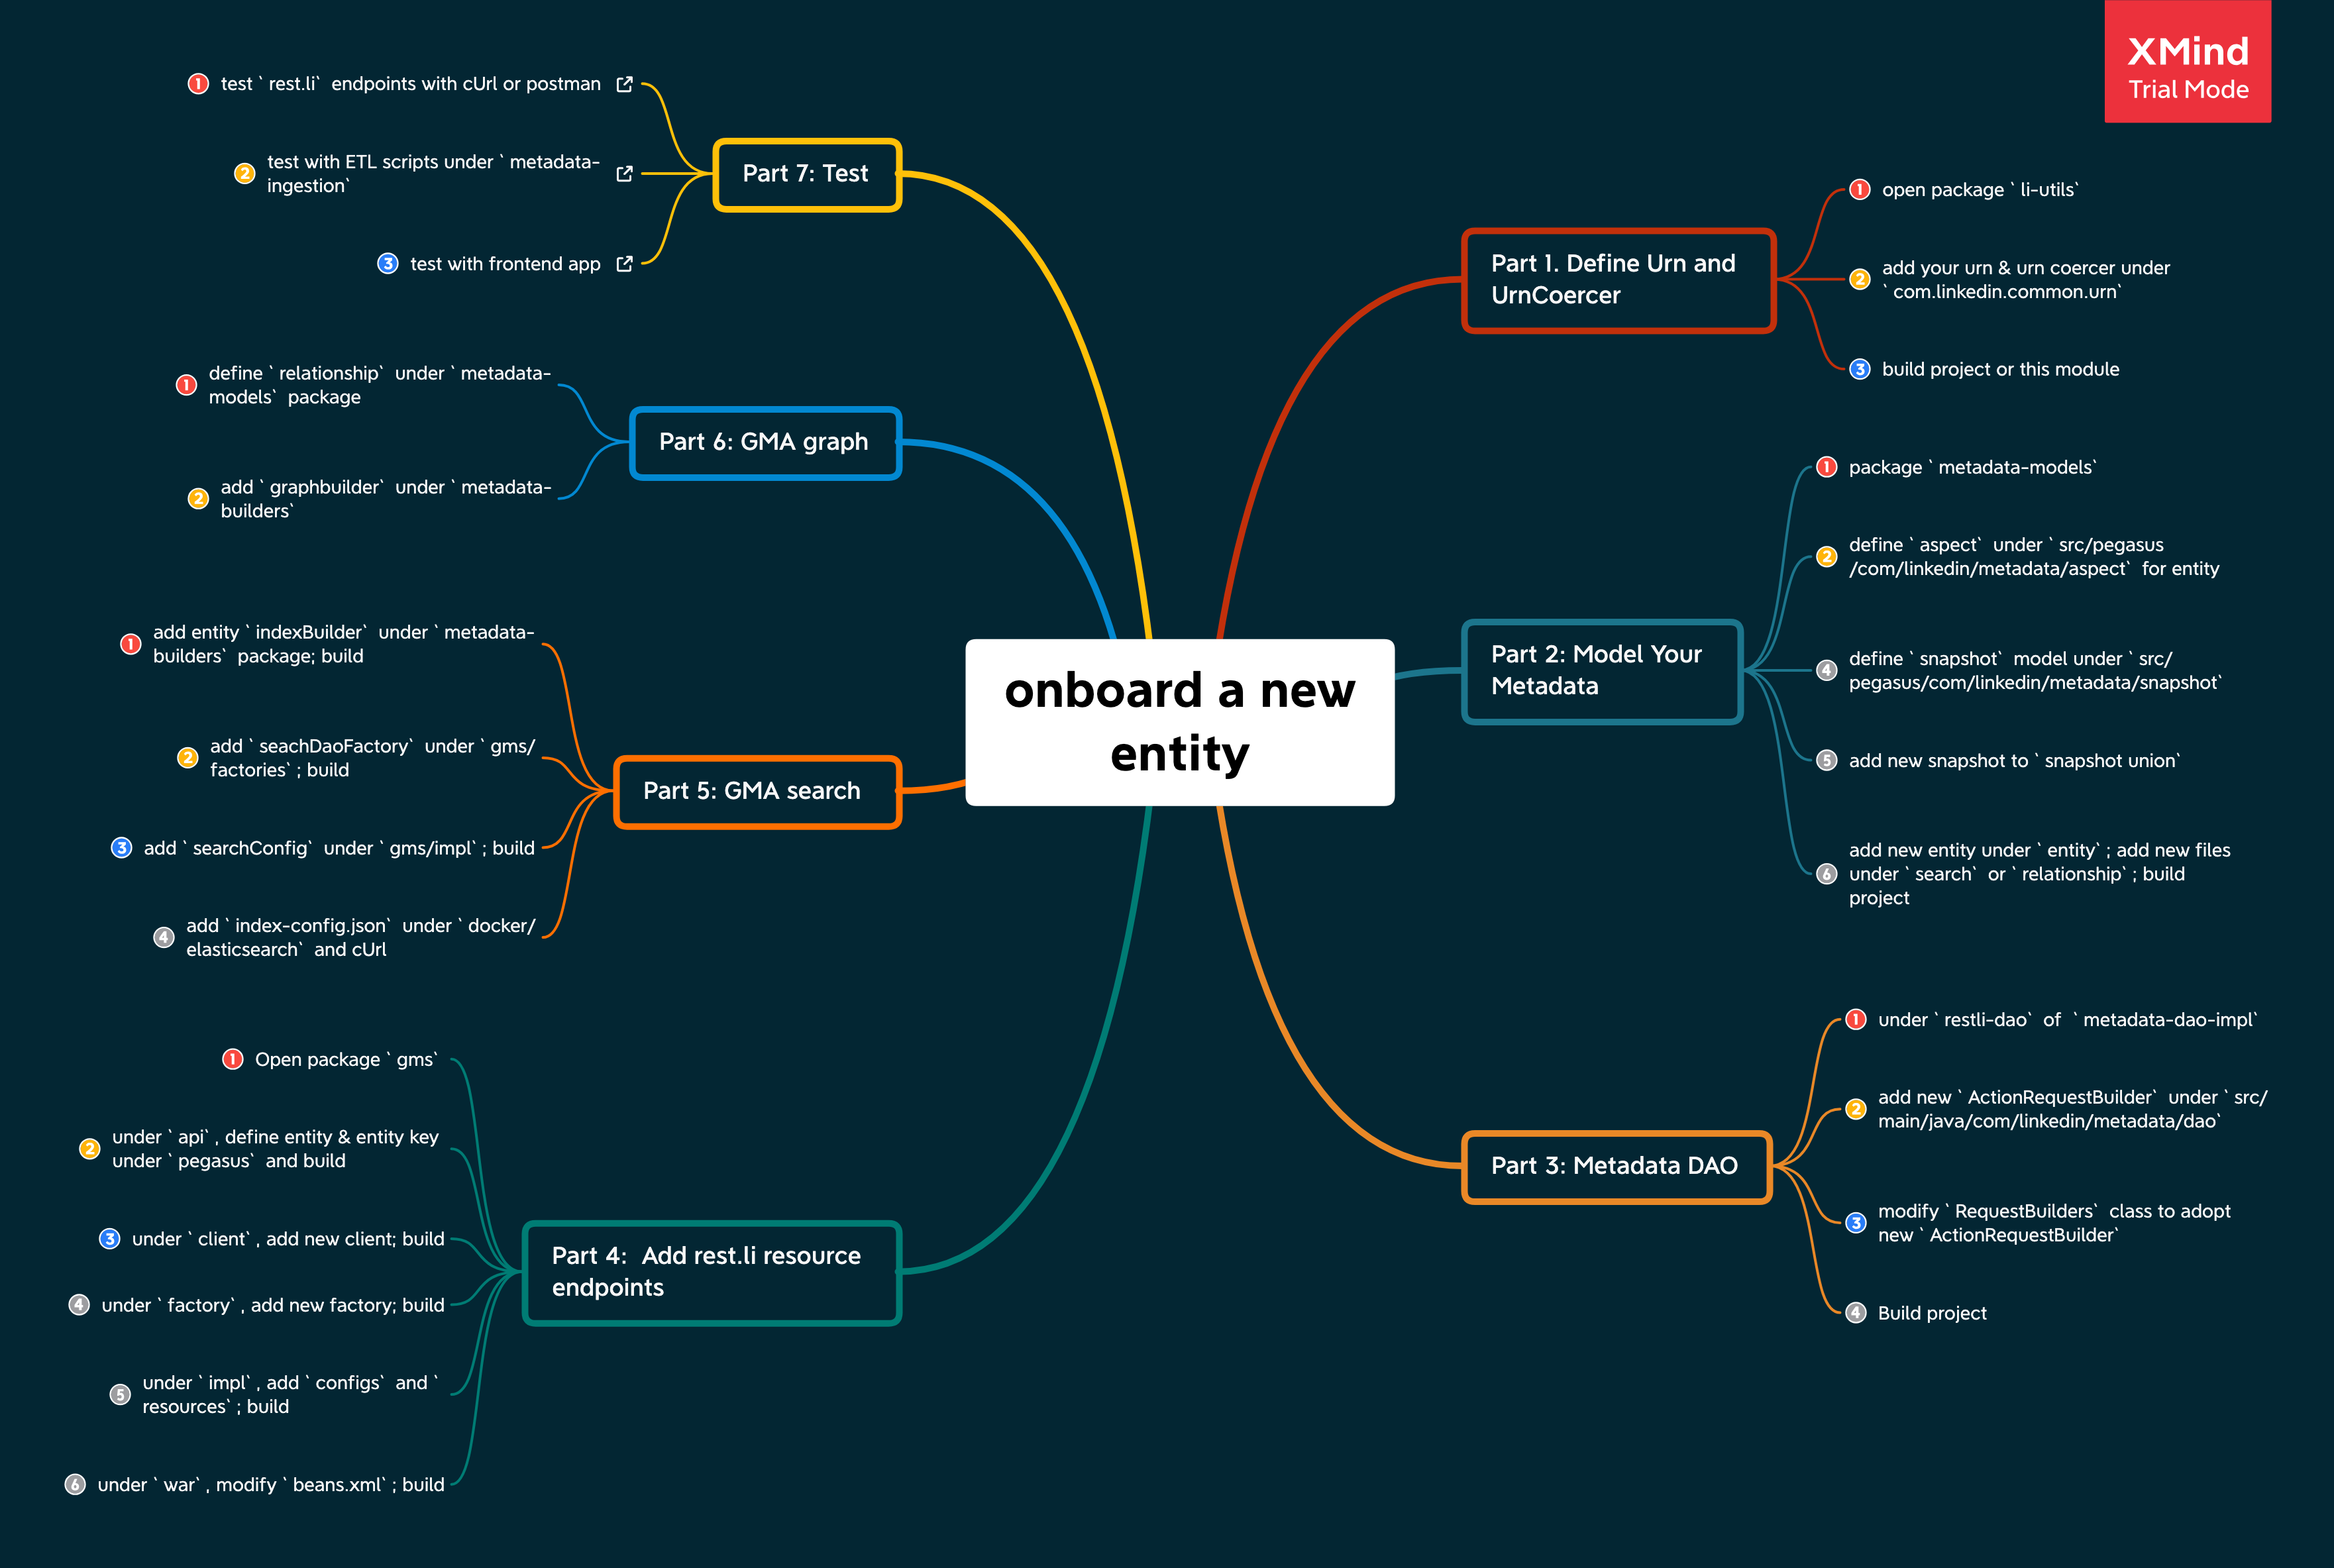 XMind
Trial Mode
onboard a new
entity
Part 1. Define Urn and
UrnCoercer
1 open package ` li-utils`
2 add your urn & urn coercer under
` com.linkedin.common.urn`
3 build project or this module
Part 2: Model Your
Metadata
1 package ` metadata-models`
2 define ` aspect` under ` src/pegasus
/com/linkedin/metadata/aspect` for entity
4 define ` snapshot` model under ` src/
pegasus/com/linkedin/metadata/snapshot`
5 add new snapshot to ` snapshot union`
6 add new entity under ` entity` ; add new files
under ` search` or ` relationship` ; build
project
Part 3: Metadata DAO
1 under ` restli-dao` of ` metadata-dao-impl`
2 add new ` ActionRequestBuilder` under ` src/
main/java/com/linkedin/metadata/dao`
3 modify ` RequestBuilders` class to adopt
new ` ActionRequestBuilder`
4 Build project
Part 4: Add rest.li resource
endpoints
1 Open package ` gms`
2 under ` api` , define entity & entity key
under ` pegasus` and build
3 under ` client` , add new client; build
4 under ` factory` , add new factory; build
5 under ` impl` , add ` configs` and `
resources` ; build
6 under ` war` , modify ` beans.xml` ; build
Part 5: GMA search
1 add entity ` indexBuilder` under ` metadata-
builders` package; build
2 add ` seachDaoFactory` under ` gms/
factories` ; build
3 add ` searchConfig` under ` gms/impl` ; build
4 add ` index-config.json` under ` docker/
elasticsearch` and cUrl
Part 6: GMA graph
1 define ` relationship` under ` metadata-
models` package
2 add ` graphbuilder` under ` metadata-
builders`
Part 7: Test
1 test ` rest.li` endpoints with cUrl or postman
2 test with ETL scripts under ` metadata-
ingestion`
3 test with frontend app